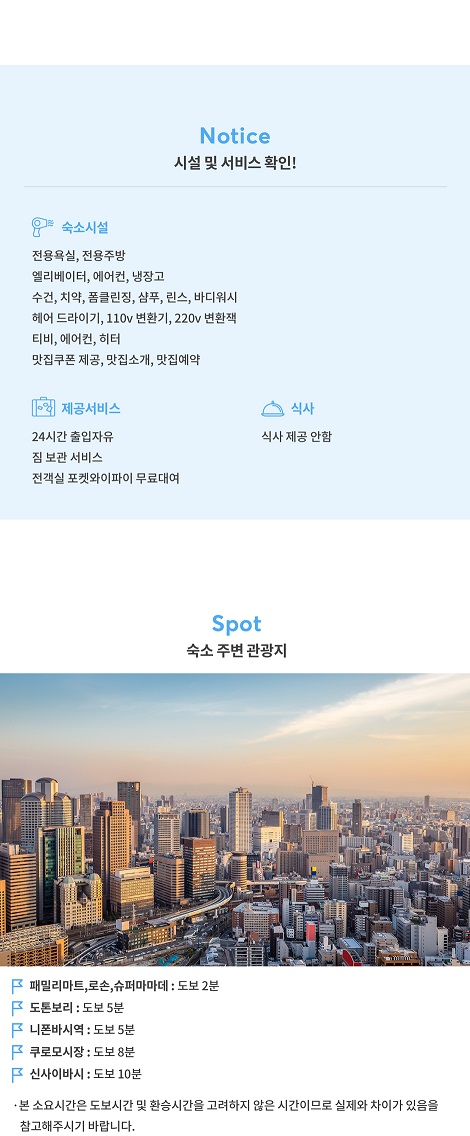 Notice
시설 및 서비스 확인!
숙소시설
전용욕실, 전용주방
엘리베이터, 에어컨, 냉장고
수건, 치약, 폼클린징, 샴푸, 린스, 바디워시
헤어 드라이기, 110v 변환기, 220v 변환잭
티비, 에어컨, 히터
맛집쿠폰 제공, 맛집소개, 맛집예약
제공서비스
24시간 출입자유
짐 보관 서비스
전객실 포켓와이파이 무료대여
식사
식사 제공 안함
Spot
숙소 주변 관광지
패밀리마트,로손,슈퍼마마데 : 도보 2분
도톤보리 : 도보 5분
니폰바시역 : 도보 5분
쿠로모시장 : 도보 8분
신사이바시 : 도보 10분
·본 소요시간은 도보시간 및 환승시간을 고려하지 않은 시간이므로 실제와 차이가 있음을
참고해주시기 바랍니다.